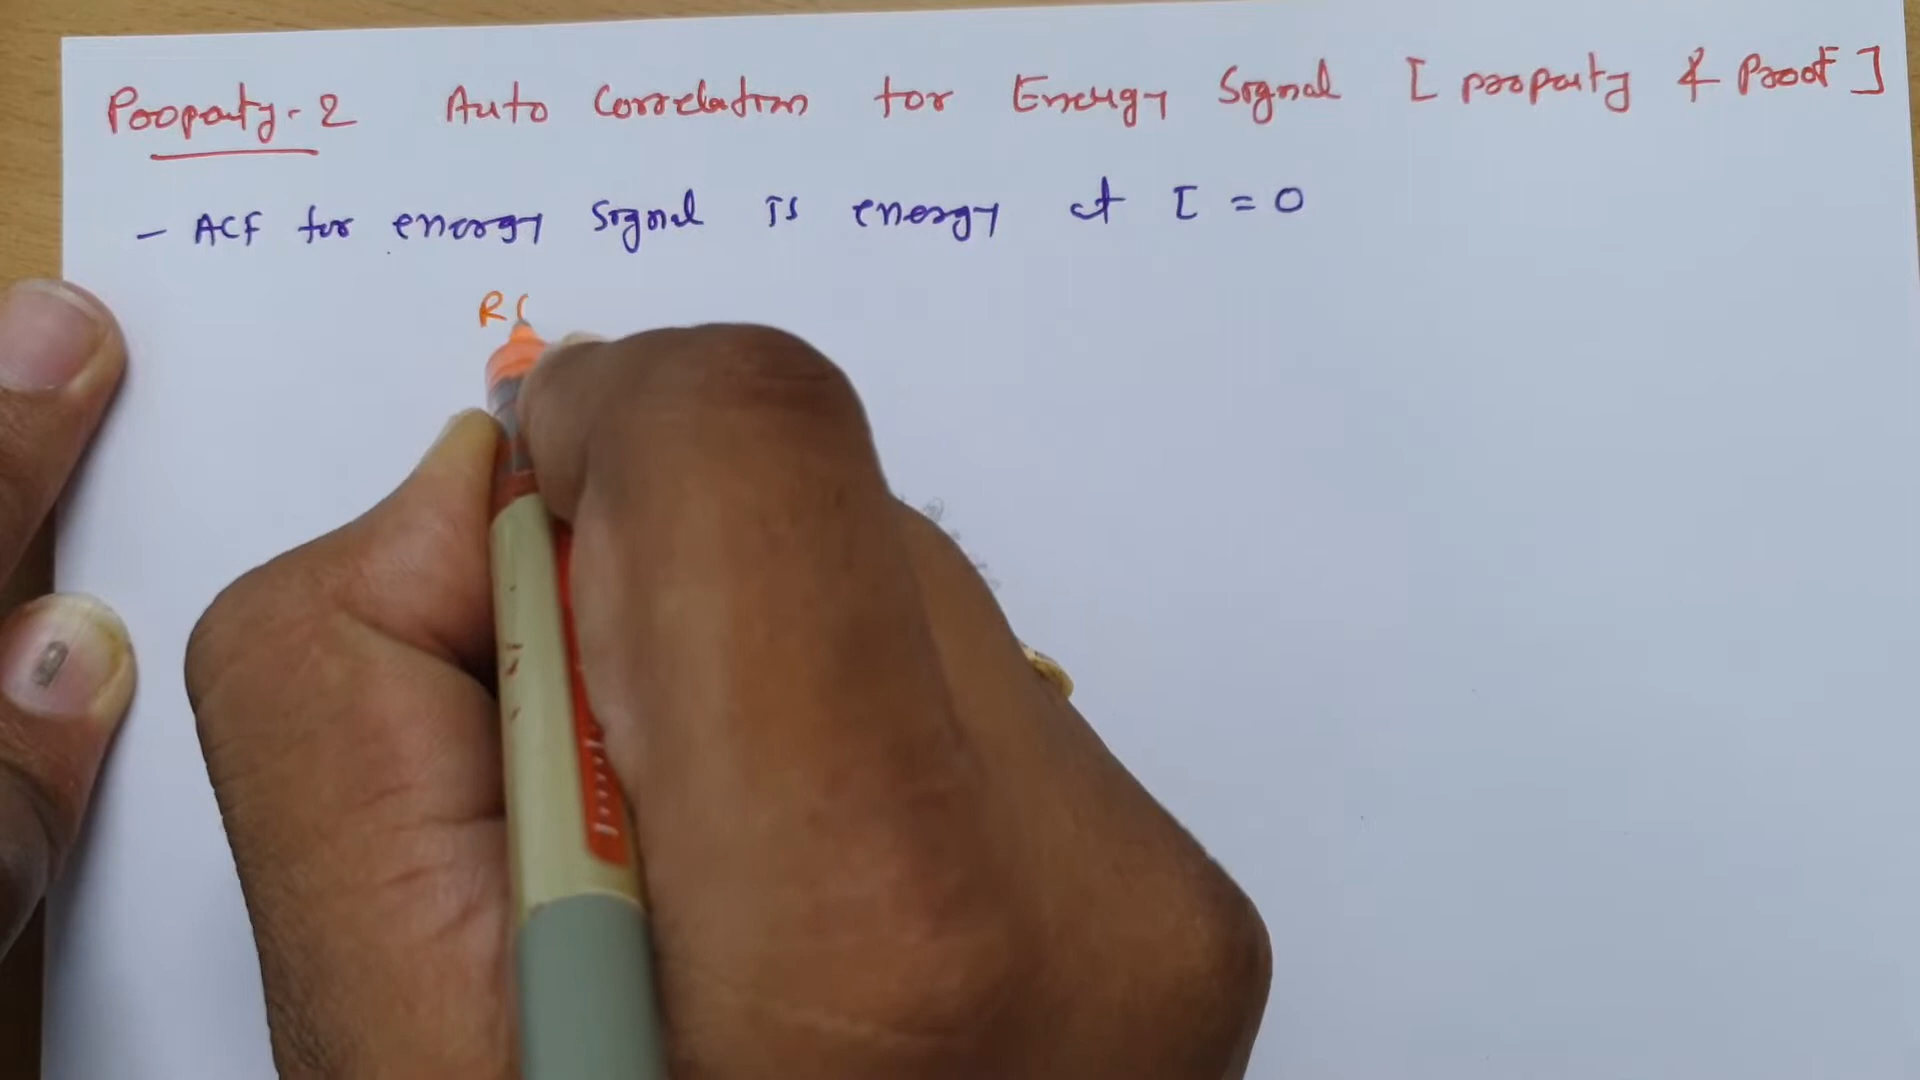 Property-2 Auto Correlation for Energy Signal [ property & Proof ]
- ACF for energy signal is energy at τ = 0
R (